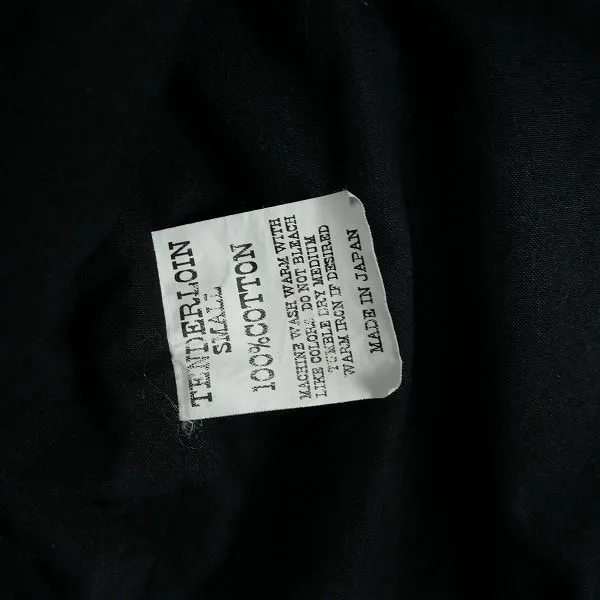 TENDERLOIN
SMALL
100%COTTON
MACHINE WASH WARM WITH
LIKE COLORS. DO NOT BLEACH
TUMBLE DRY MEDIUM
WARM IRON IF DESIRED
MADE IN JAPAN